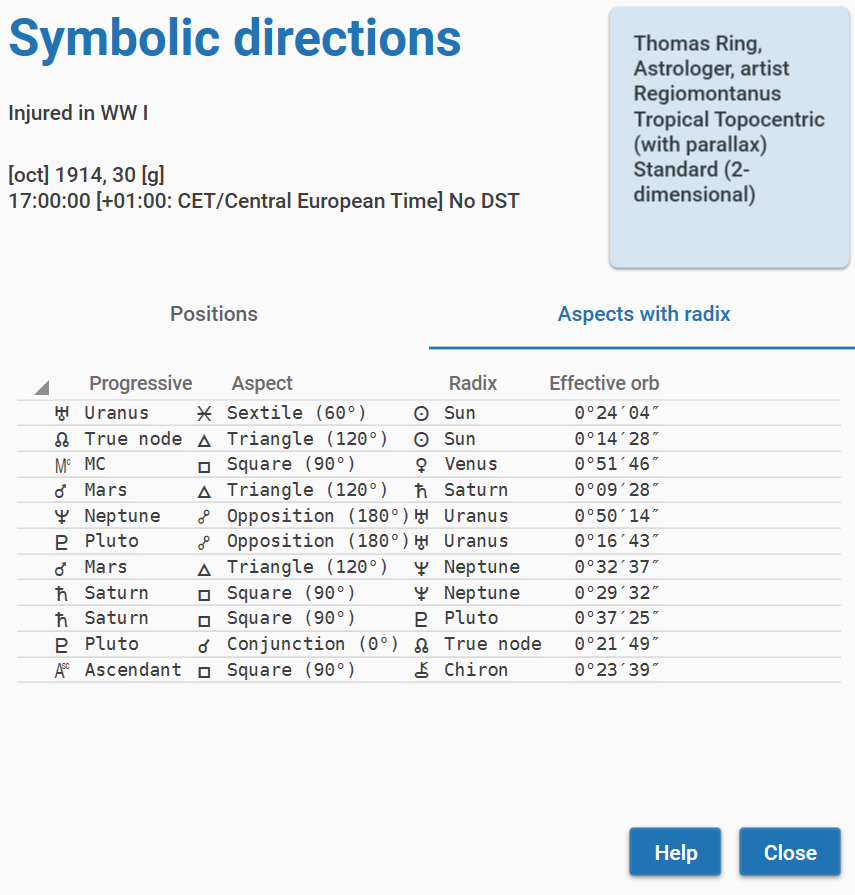 Symbolic directions
Thomas Ring,
Astrologer, artist
Regiomontanus
Tropical Topocentric
(with parallax)
Standard (2-
dimensional)
Injured in WW I
[oct] 1914, 30 [g]
17:00:00 [+01:00: CET/Central European Time] No DST
Positions Aspects with radix
Progressive Aspect Radix Effective orb
♅ Uranus ⚹ Sextile (60°) ☉ Sun 0°24′04″
☊ True node △ Triangle (120°) ☉ Sun 0°14′28″
Mc MC □ Square (90°) ♀ Venus 0°51′46″
♂ Mars △ Triangle (120°) ♄ Saturn 0°09′28″
♆ Neptune ☍ Opposition (180°) ♅ Uranus 0°50′14″
♇ Pluto ☍ Opposition (180°) ♅ Uranus 0°16′43″
♂ Mars △ Triangle (120°) ♆ Neptune 0°32′37″
♄ Saturn □ Square (90°) ♆ Neptune 0°29′32″
♄ Saturn □ Square (90°) ♇ Pluto 0°37′25″
♇ Pluto ☌ Conjunction (0°) ☊ True node 0°21′49″
Asc Ascendant □ Square (90°) ⚷ Chiron 0°23′39″
Help Close